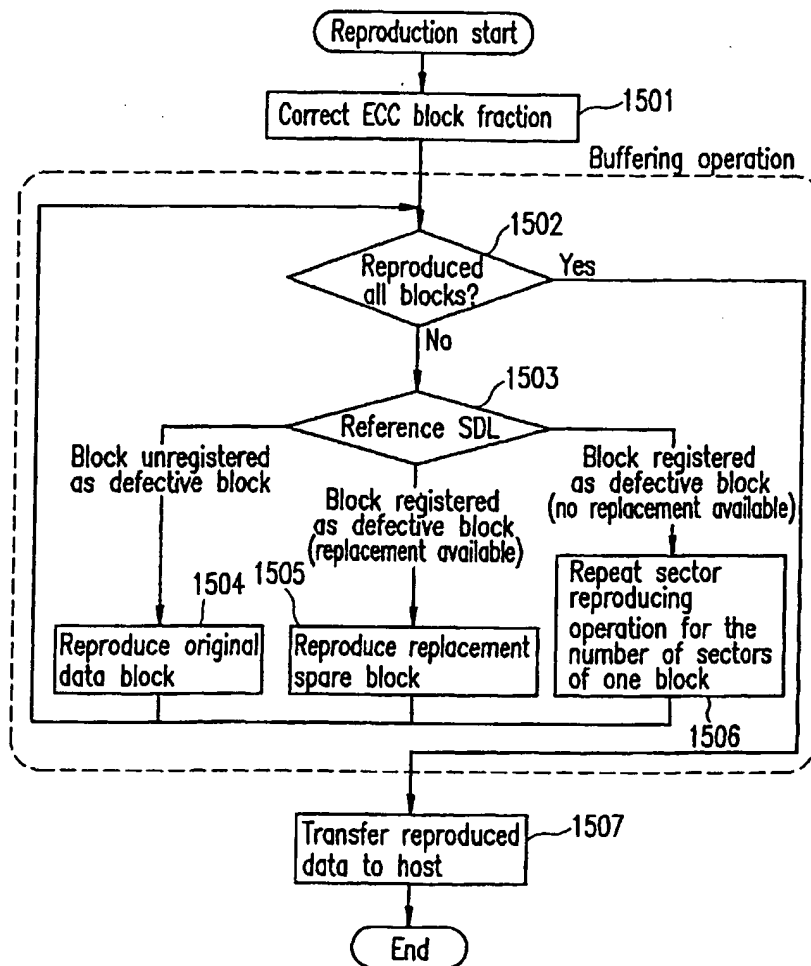 Reproduction start
Correct ECC block fraction
1501
Buffering operation
1502
Reproduced
all blocks?
Yes
No
1503
Reference SDL
Block unregistered
as defective block
Block registered
as defective block
(replacement available)
Block registered
as defective block
(no replacement available)
1504
Reproduce original
data block
1505
Reproduce replacement
spare block
Repeat sector
reproducing
operation for the
number of sectors
of one block
1506
Transfer reproduced
data to host
1507
End